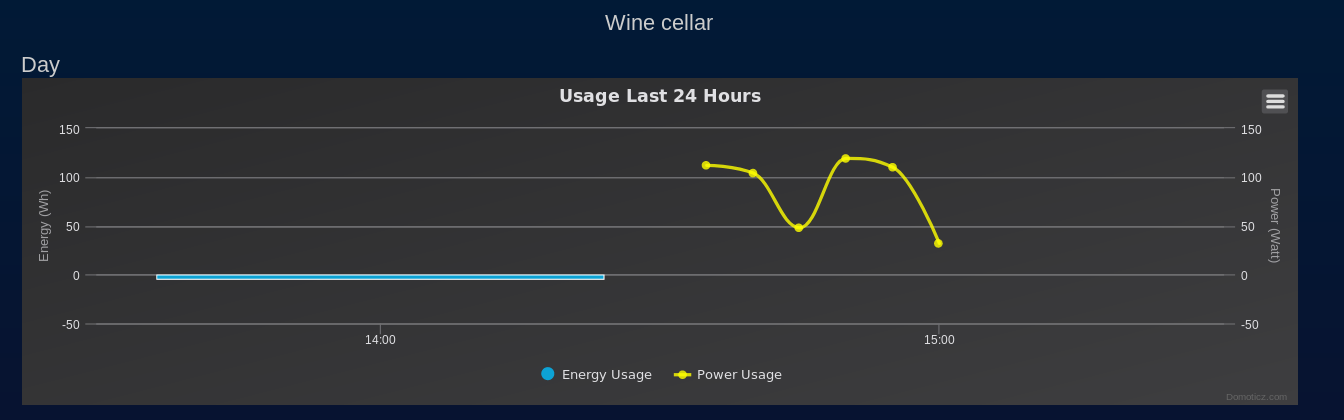 Wine cellar
Day
Usage Last 24 Hours
150 150
100 100
50 50
0 0
-50 -50
Energy (Wh)
Power (Watt)
14:00 15:00
Energy Usage Power Usage
Domoticz.com